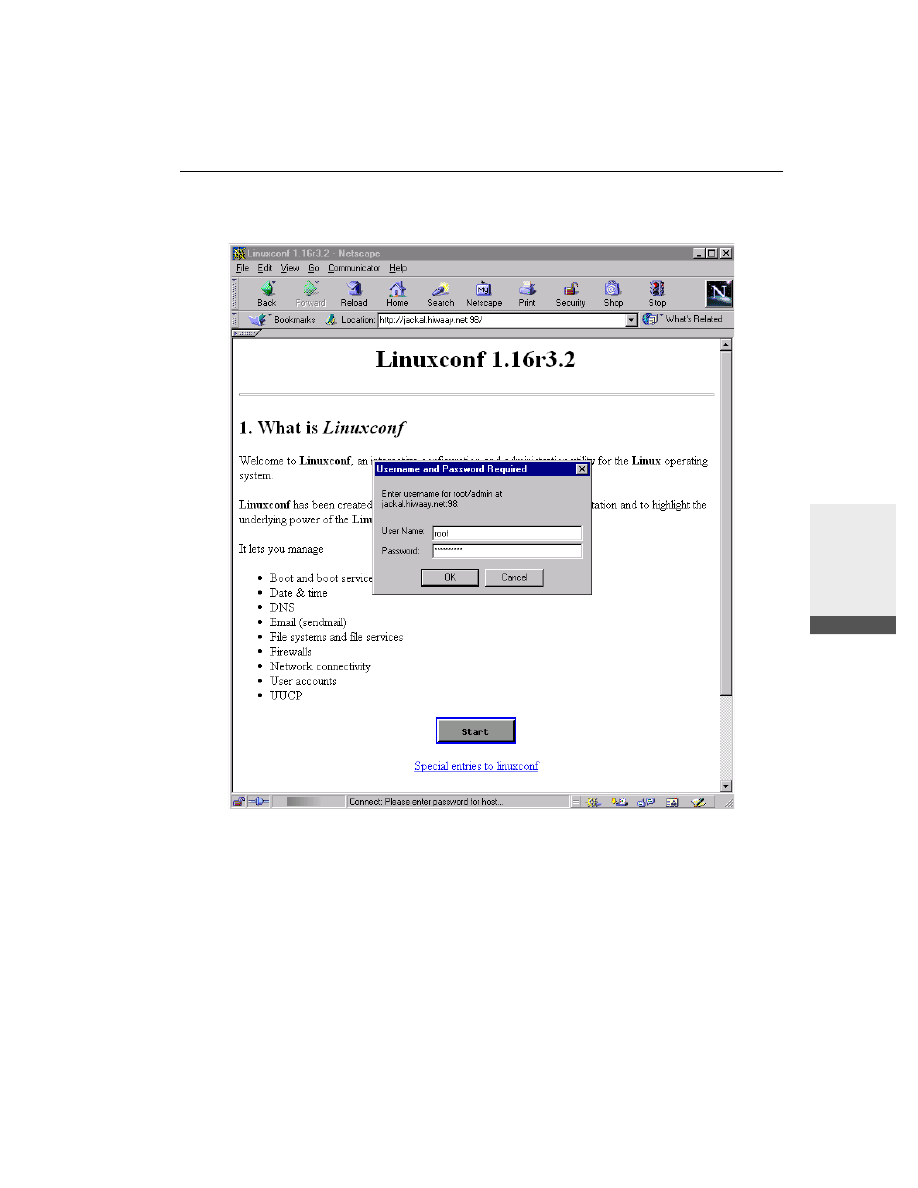 Linuxconf 1.16r3.2 - Netscape
File Edit View Go Communicator Help
Back Forward Reload Home Search Netscape Print Security Shop Stop
Bookmarks Location: http://jackal.hiwaay.net:98/ What's Related
Linuxconf 1.16r3.2
1. What is Linuxconf
Welcome to Linuxconf, an interactive configuration and administration utility for the Linux operating
system.
Linuxconf has been created tation and to highlight the
underlying power of the Linu
It lets you manage
• Boot and boot service
• Date & time
• DNS
• Email (sendmail)
• File systems and file services
• Firewalls
• Network connectivity
• User accounts
• UUCP
Username and Password Required
Enter username for root/admin at
jackal.hiwaay.net:98:
User Name: root
Password: **********
OK Cancel
Start
Special entries to linuxconf
Connect: Please enter password for host...